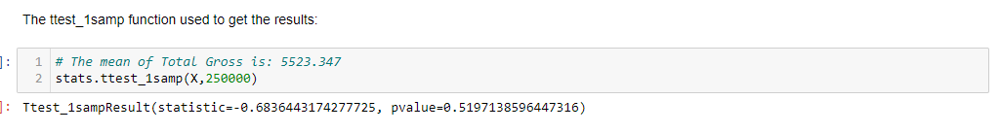 The ttest_1samp function used to get the results:
]:
1 # The mean of Total Gross is: 5523.347
2 stats.ttest_1samp(X,250000)
]: Ttest_1sampResult(statistic=-0.6836443174277725, pvalue=0.5197138596447316)